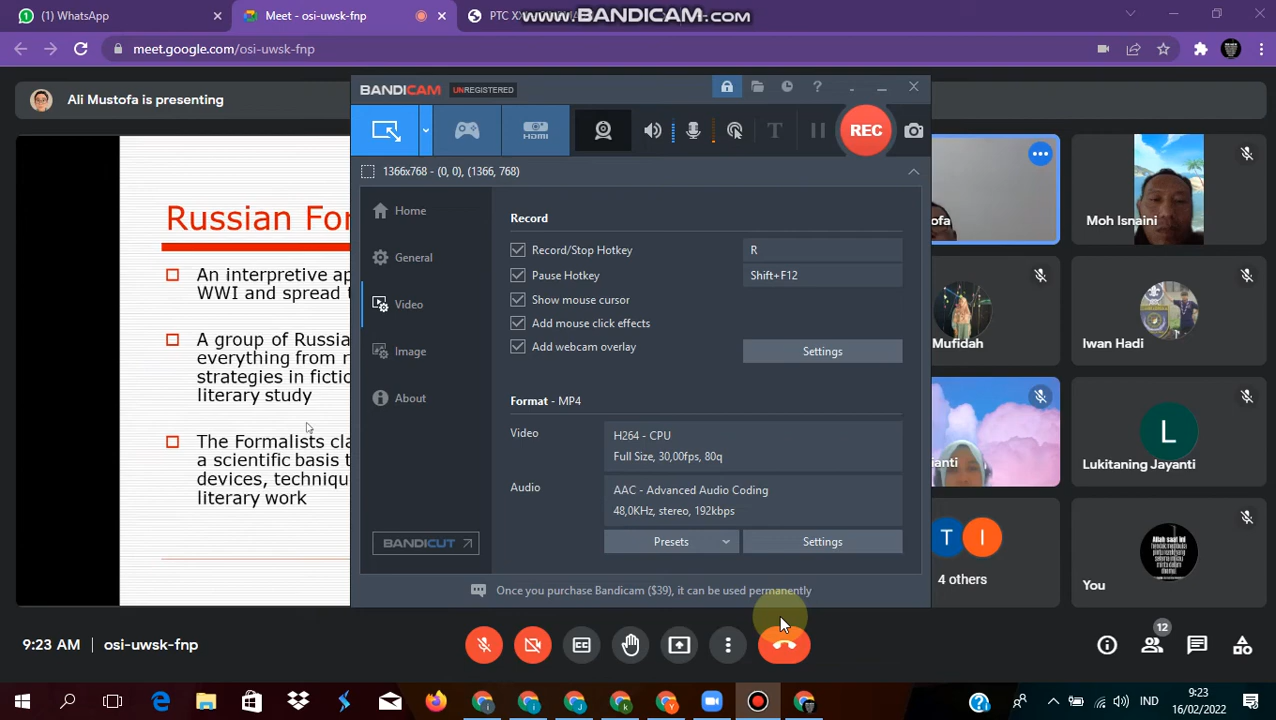 (1) WhatsApp
Meet - osi-uwsk-fnp
PTC X
www.BANDICAM.com
meet.google.com/osi-uwsk-fnp
Ali Mustofa is presenting
BANDICAM UNREGISTERED
REC
1366x768 - (0, 0), (1366, 768)
Home
General
Video
Image
About
BANDICUT
Record
Record/Stop Hotkey
R
Pause Hotkey
Shift+F12
Show mouse cursor
Add mouse click effects
Add webcam overlay
Settings
Format - MP4
Video
H264 - CPU
Full Size, 30,00fps, 80q
Audio
AAC - Advanced Audio Coding
48,0KHz, stereo, 192kbps
Presets
Settings
Once you purchase Bandicam ($39), it can be used permanently
Russian Fo
An interpretive ap
WWI and spread t
A group of Russia
everything from r
strategies in fictio
literary study
The Formalists cla
a scientific basis t
devices, technique
literary work
ofa
Moh Isnaini
Mufidah
Iwan Hadi
anti
L
Lukitaning Jayanti
T I
4 others
You
9:23 AM
osi-uwsk-fnp
12
IND
9:23
16/02/2022